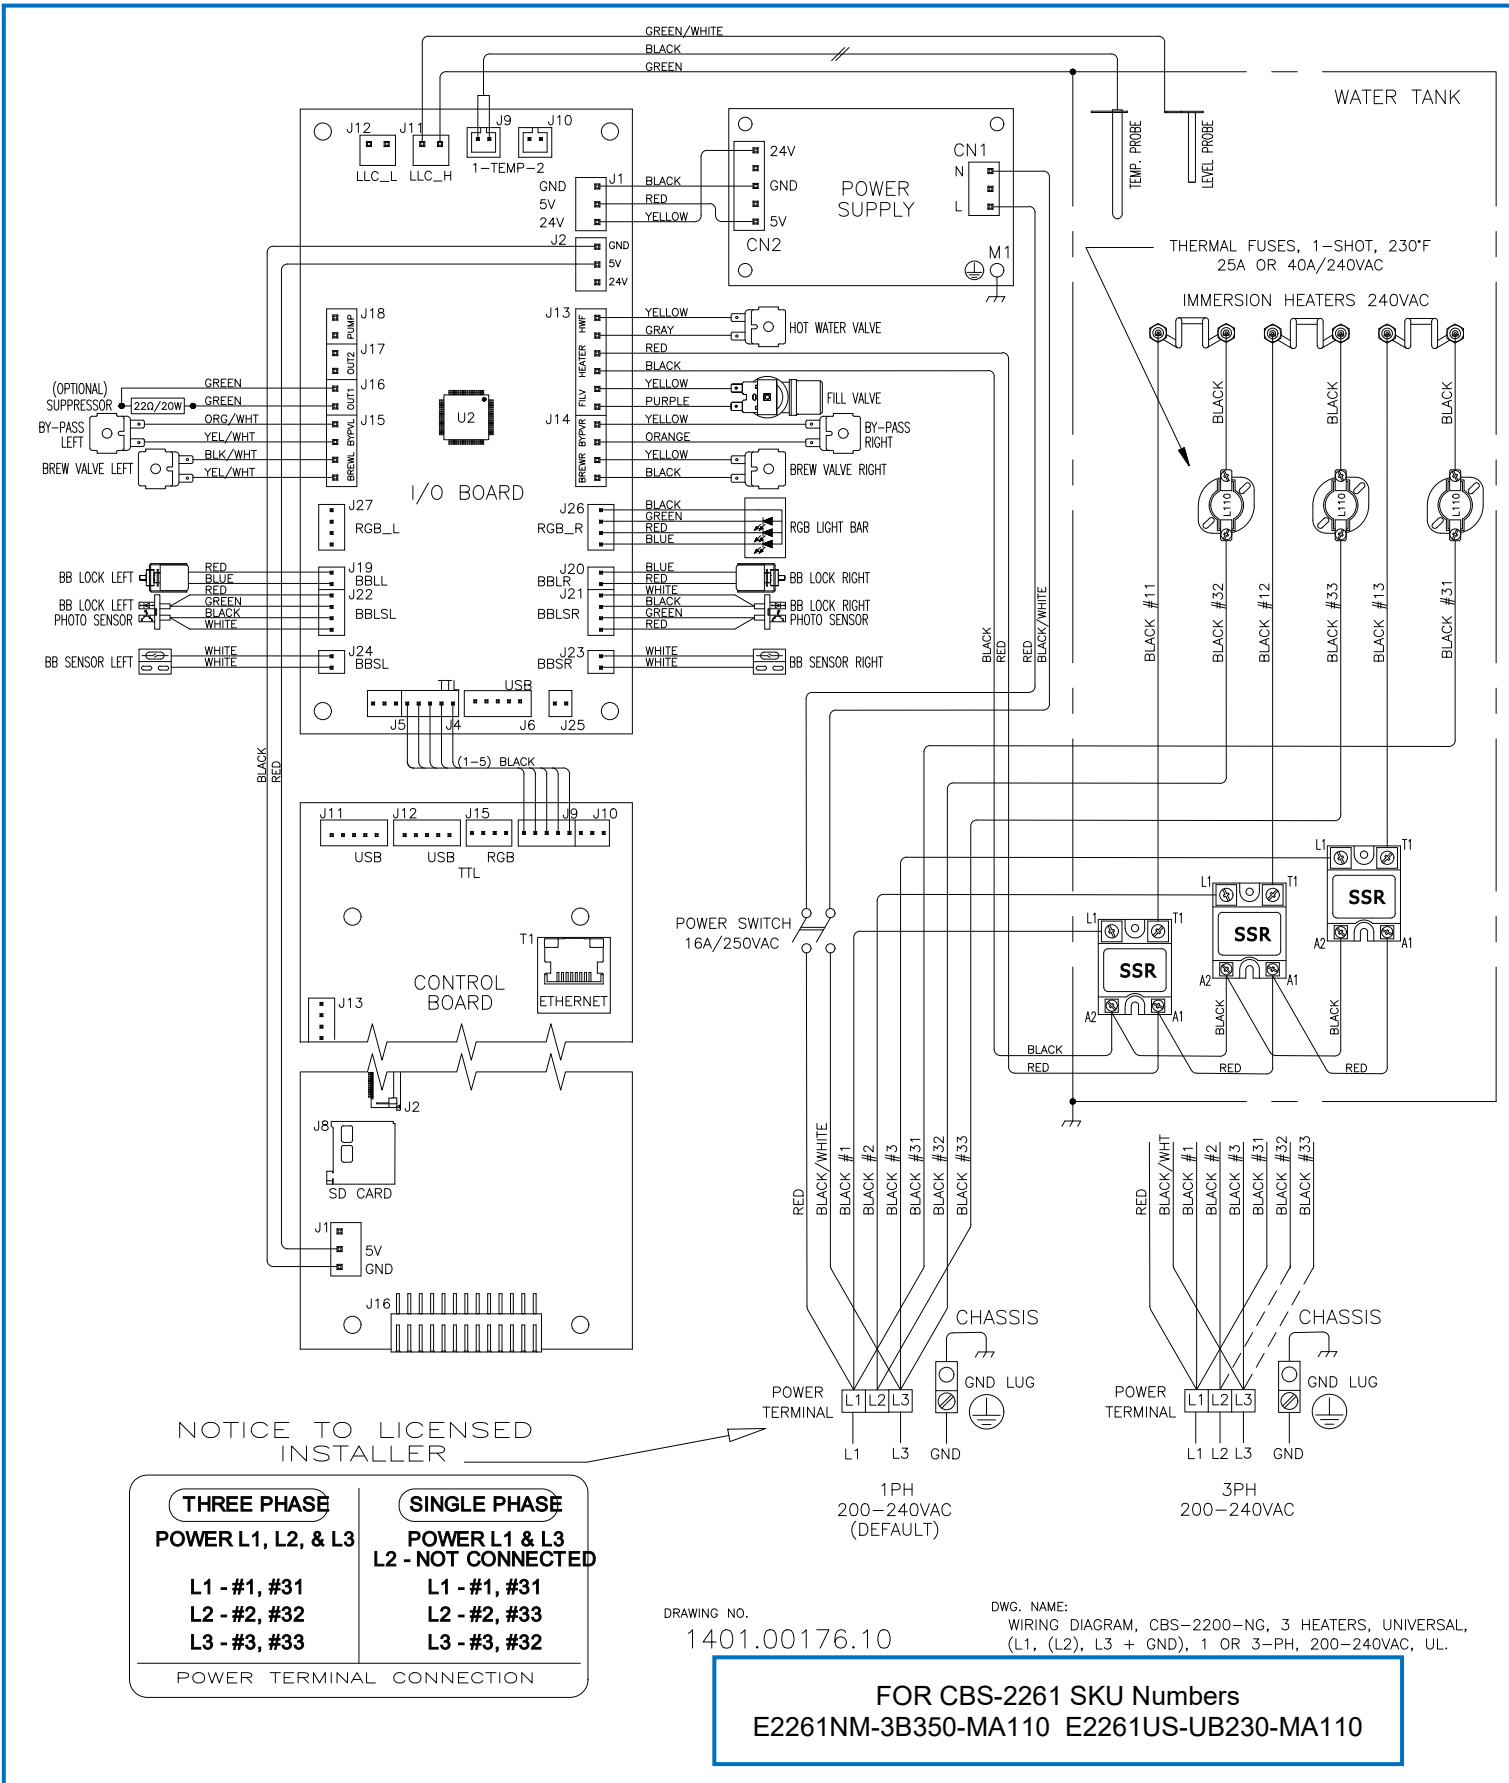 GREEN/WHITE
BLACK
GREEN
WATER TANK
J12
J11
J9
J10
LLC_L
LLC_H
1-TEMP-2
GND
5V
24V
J1
BLACK
RED
YELLOW
24V
GND
5V
CN2
POWER
SUPPLY
CN1
N
L
M1
TEMP. PROBE
LEVEL PROBE
J2
GND
5V
24V
THERMAL FUSES, 1-SHOT, 230°F
25A OR 40A/240VAC
IMMERSION HEATERS 240VAC
J18
PUMP
J17
OUT2
J16
OUT1
J15
BYPVL
BREWL
(OPTIONAL)
SUPPRESSOR
22Ω/20W
GREEN
GREEN
BY-PASS
LEFT
ORG/WHT
YEL/WHT
BREW VALVE LEFT
BLK/WHT
YEL/WHT
U2
I/O BOARD
J13
HWF
HEATER
FILV
J14
BYPVR
BREWR
YELLOW
GRAY
HOT WATER VALVE
RED
BLACK
YELLOW
PURPLE
FILL VALVE
YELLOW
ORANGE
BY-PASS
RIGHT
YELLOW
BLACK
BREW VALVE RIGHT
BLACK
BLACK
BLACK
L110
L110
L110
J27
RGB_L
J26
RGB_R
BLACK
GREEN
RED
BLUE
RGB LIGHT BAR
BB LOCK LEFT
RED
BLUE
J19
BBLL
BB LOCK LEFT
PHOTO SENSOR
RED
GREEN
BLACK
WHITE
J22
BBLSL
BB SENSOR LEFT
WHITE
WHITE
J24
BBSL
J20
BBLR
BLUE
RED
BB LOCK RIGHT
J21
BBLSR
WHITE
BLACK
GREEN
RED
BB LOCK RIGHT
PHOTO SENSOR
J23
BBSR
WHITE
WHITE
BB SENSOR RIGHT
BLACK
RED
RED
BLACK/WHITE
BLACK #11
BLACK #32
BLACK #12
BLACK #33
BLACK #13
BLACK #31
TTL
USB
J5
J4
J6
J25
BLACK
RED
(1-5) BLACK
J11
J12
J15
J9
J10
USB
USB
RGB
TTL
T1
ETHERNET
CONTROL
BOARD
J13
J2
J8
SD CARD
J1
5V
GND
J16
POWER SWITCH
16A/250VAC
L1
T1
SSR
A2
A1
L1
T1
SSR
A2
A1
L1
T1
SSR
A2
A1
BLACK
BLACK
BLACK
RED
RED
RED
RED
BLACK/WHITE
BLACK #1
BLACK #2
BLACK #3
BLACK #31
BLACK #32
BLACK #33
RED
BLACK/WHT
BLACK #1
BLACK #2
BLACK #3
BLACK #31
BLACK #32
BLACK #33
CHASSIS
GND LUG
POWER
TERMINAL
L1 L2 L3
L1 L3 GND
1PH
200-240VAC
(DEFAULT)
CHASSIS
GND LUG
POWER
TERMINAL
L1 L2 L3
L1 L2 L3 GND
3PH
200-240VAC
NOTICE TO LICENSED
INSTALLER
THREE PHASE
POWER L1, L2, & L3
L1 - #1, #31
L2 - #2, #32
L3 - #3, #33
SINGLE PHASE
POWER L1 & L3
L2 - NOT CONNECTED
L1 - #1, #31
L2 - #2, #33
L3 - #3, #32
POWER TERMINAL CONNECTION
DRAWING NO.
1401.00176.10
DWG. NAME:
WIRING DIAGRAM, CBS-2200-NG, 3 HEATERS, UNIVERSAL,
(L1, (L2), L3 + GND), 1 OR 3-PH, 200-240VAC, UL.
FOR CBS-2261 SKU Numbers
E2261NM-3B350-MA110 E2261US-UB230-MA110